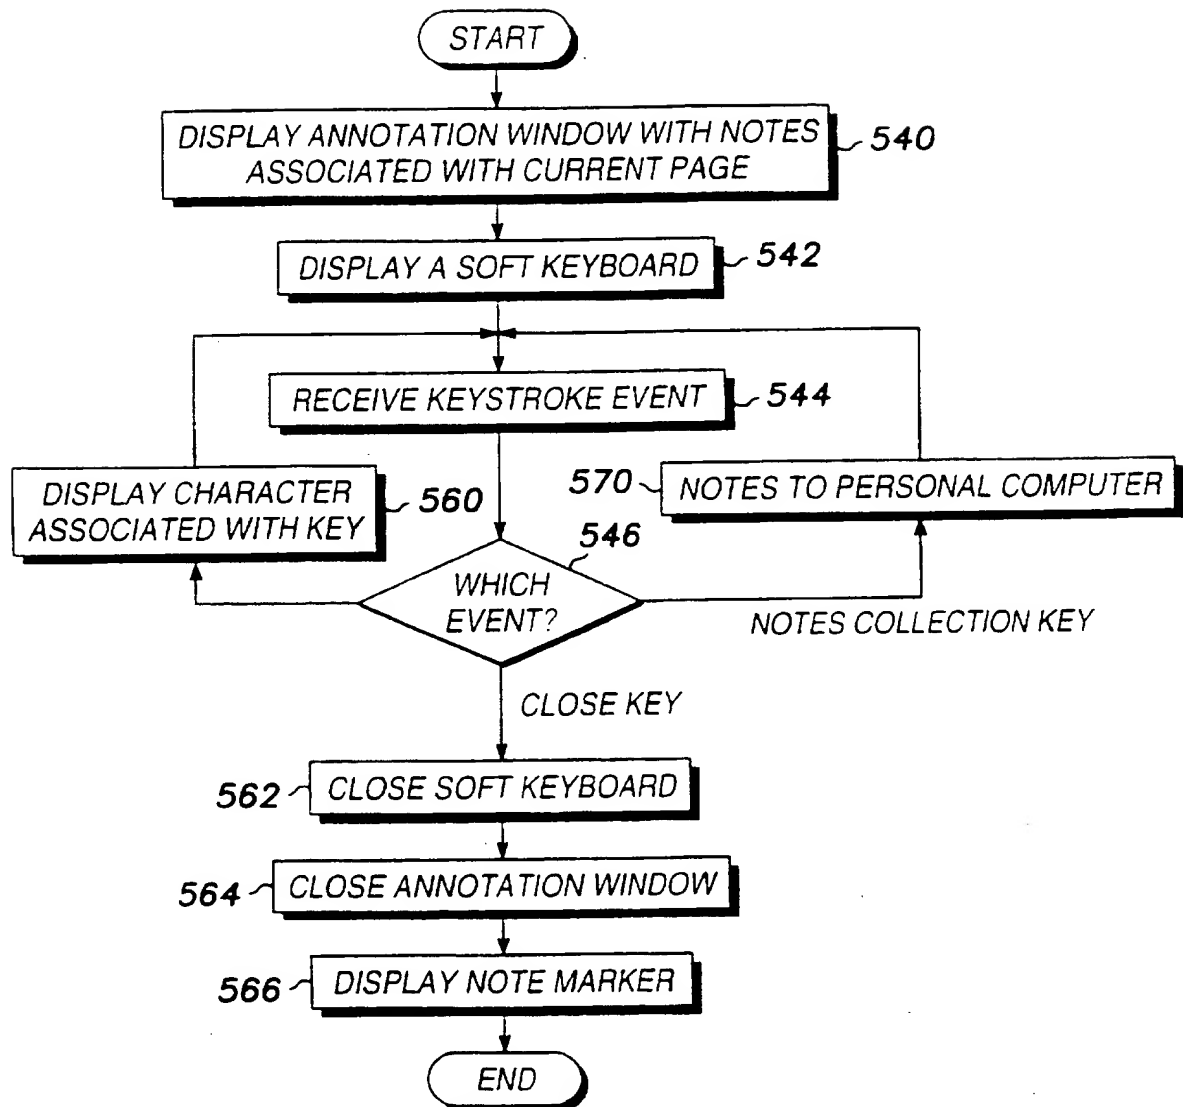 START
DISPLAY ANNOTATION WINDOW WITH NOTES
ASSOCIATED WITH CURRENT PAGE
540
DISPLAY A SOFT KEYBOARD
542
RECEIVE KEYSTROKE EVENT
544
DISPLAY CHARACTER
ASSOCIATED WITH KEY
560
570
NOTES TO PERSONAL COMPUTER
546
WHICH
EVENT?
NOTES COLLECTION KEY
CLOSE KEY
562
CLOSE SOFT KEYBOARD
564
CLOSE ANNOTATION WINDOW
566
DISPLAY NOTE MARKER
END